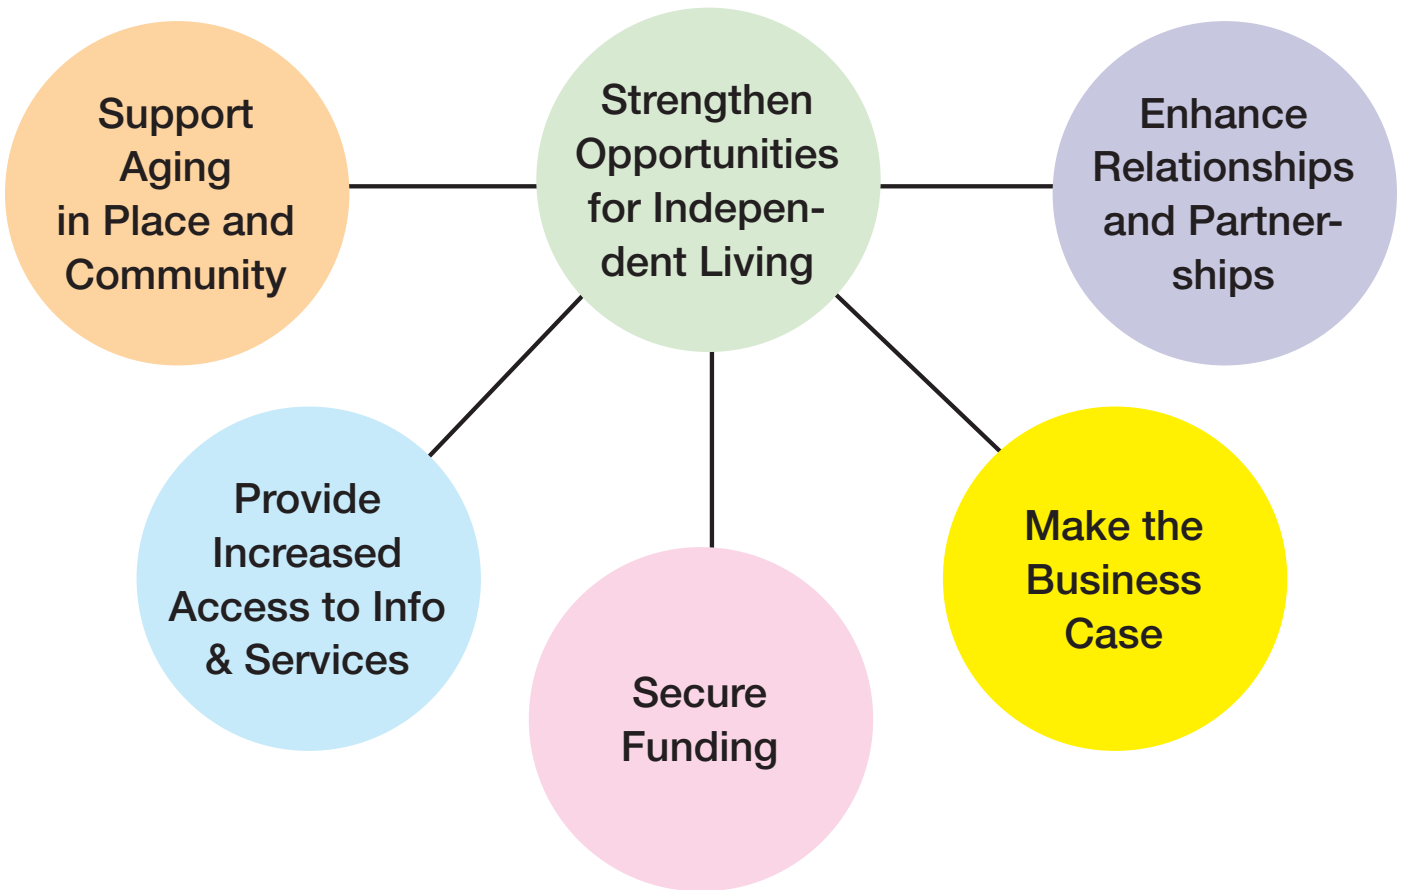 Support
Aging
in Place and
Community
Strengthen
Opportunities
for Indepen-
dent Living
Enhance
Relationships
and Partner-
ships
Provide
Increased
Access to Info
& Services
Secure
Funding
Make the
Business
Case